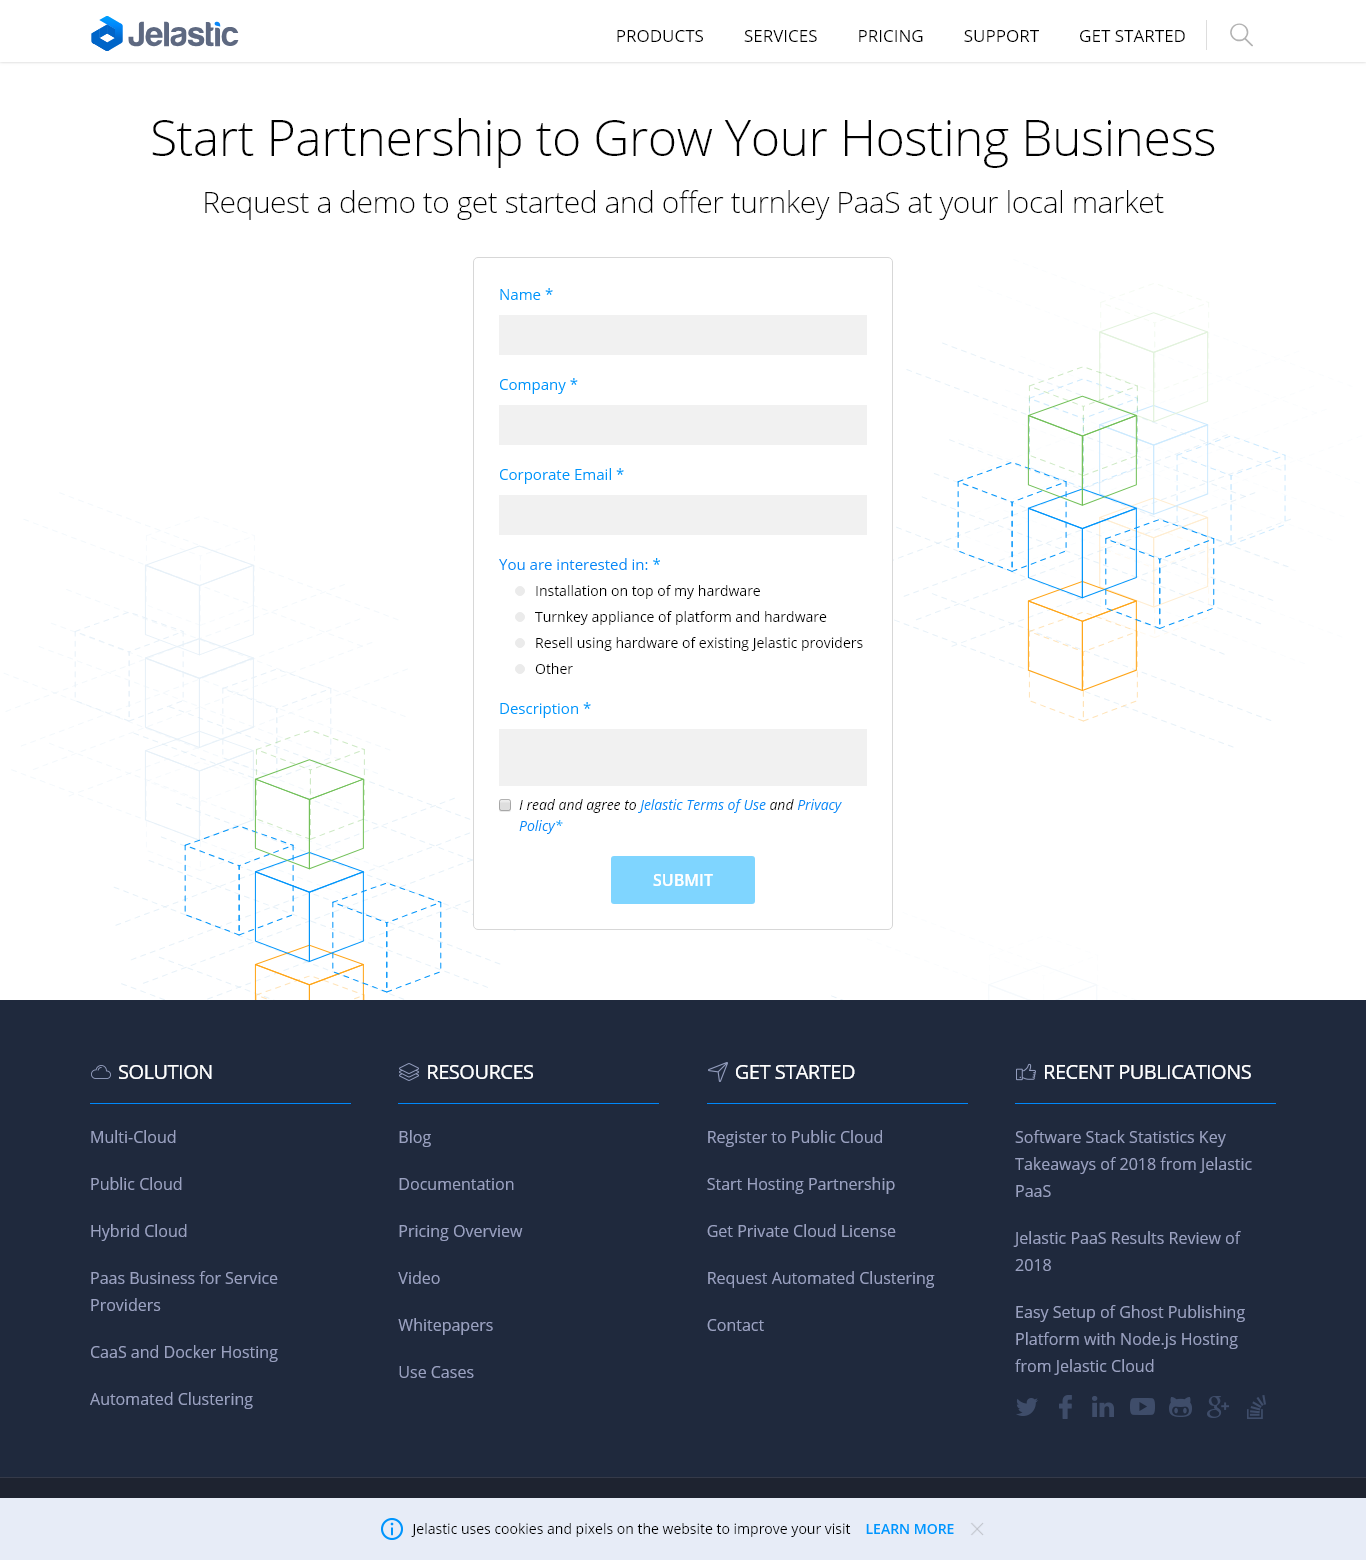 Jelastic
PRODUCTS SERVICES PRICING SUPPORT GET STARTED
Start Partnership to Grow Your Hosting Business
Request a demo to get started and offer turnkey PaaS at your local market
Name *
Company *
Corporate Email *
You are interested in: *
Installation on top of my hardware
Turnkey appliance of platform and hardware
Resell using hardware of existing Jelastic providers
Other
Description *
I read and agree to Jelastic Terms of Use and Privacy
Policy*
SUBMIT
SOLUTION
Multi-Cloud
Public Cloud
Hybrid Cloud
Paas Business for Service
Providers
CaaS and Docker Hosting
Automated Clustering
RESOURCES
Blog
Documentation
Pricing Overview
Video
Whitepapers
Use Cases
GET STARTED
Register to Public Cloud
Start Hosting Partnership
Get Private Cloud License
Request Automated Clustering
Contact
RECENT PUBLICATIONS
Software Stack Statistics Key
Takeaways of 2018 from Jelastic
PaaS
Jelastic PaaS Results Review of
2018
Easy Setup of Ghost Publishing
Platform with Node.js Hosting
from Jelastic Cloud
Jelastic uses cookies and pixels on the website to improve your visit LEARN MORE